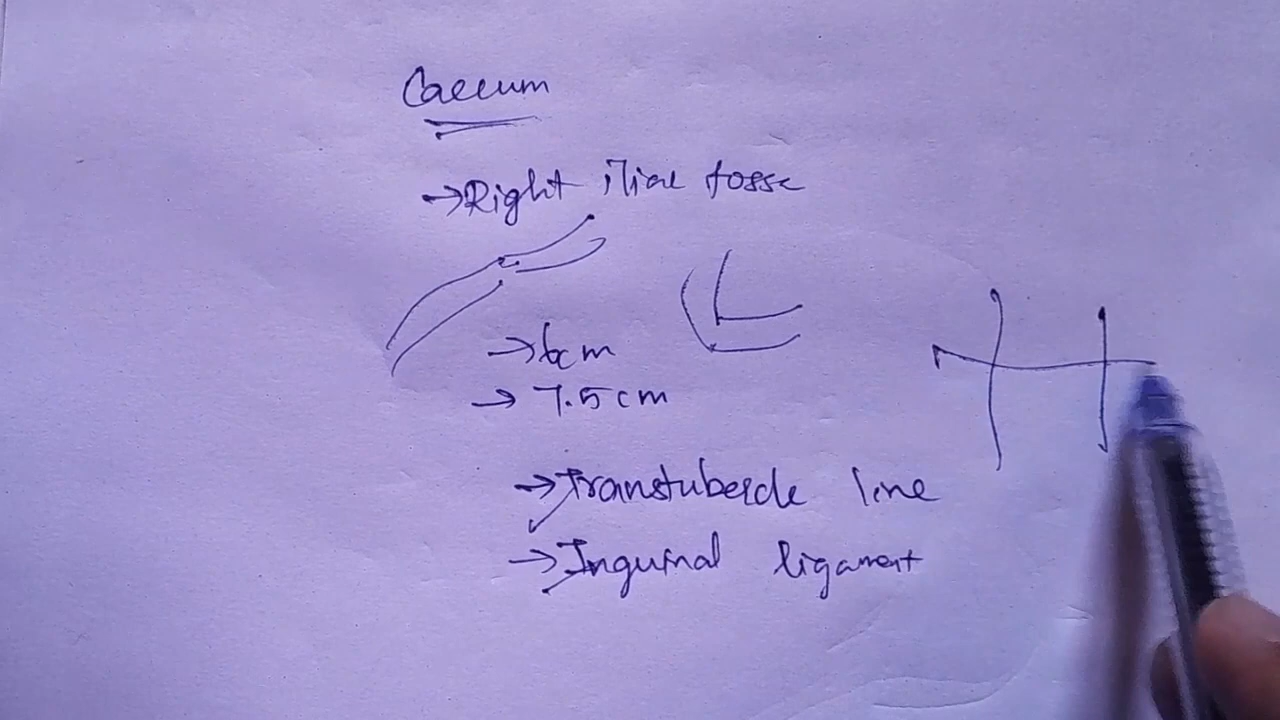 Caecum
→Right iliac fossa
→6cm
→ 7.5cm
→Transtubercle line
→Inguinal ligament